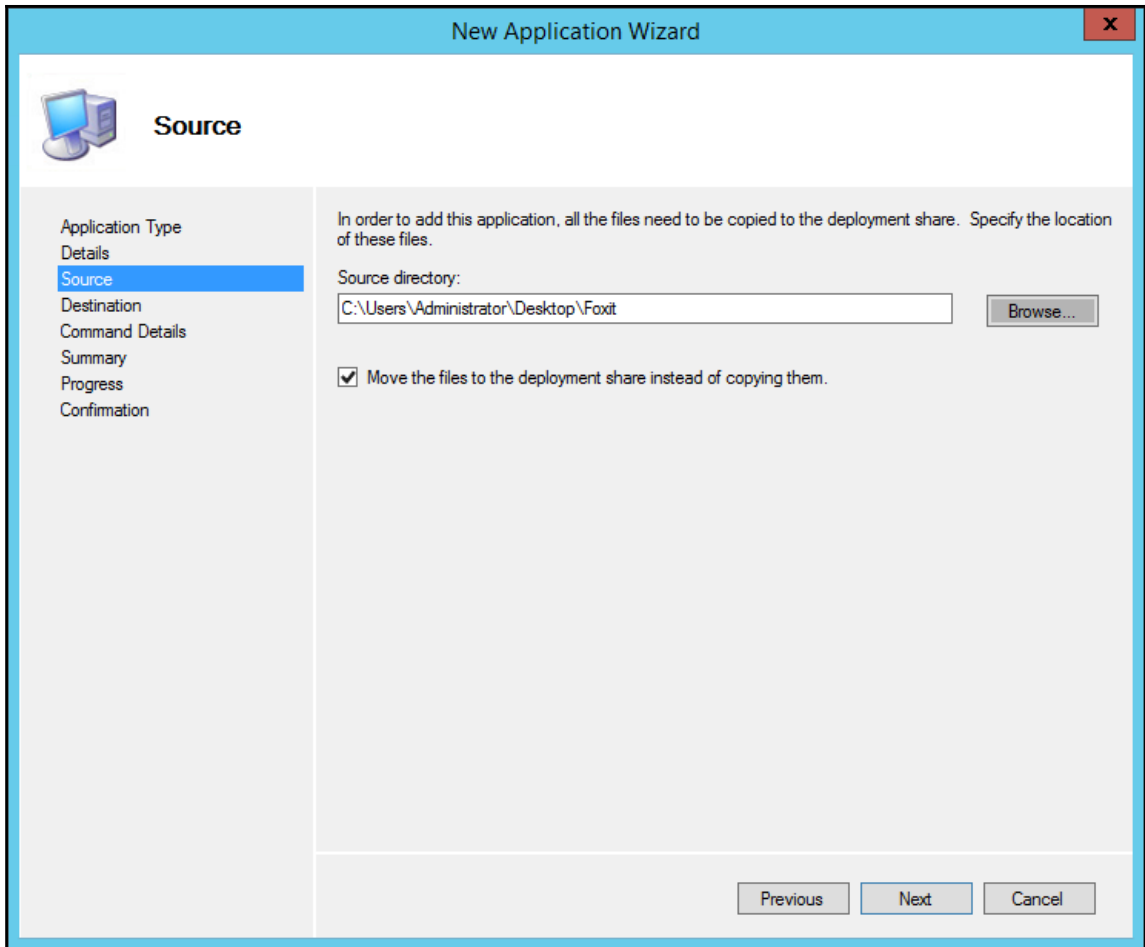 New Application Wizard
x
Source
Application Type
Details
Source
Destination
Command Details
Summary
Progress
Confirmation
In order to add this application, all the files need to be copied to the deployment share.  Specify the location
of these files.
Source directory:
C:\Users\Administrator\Desktop\Foxit
Browse...
Move the files to the deployment share instead of copying them.
Previous
Next
Cancel